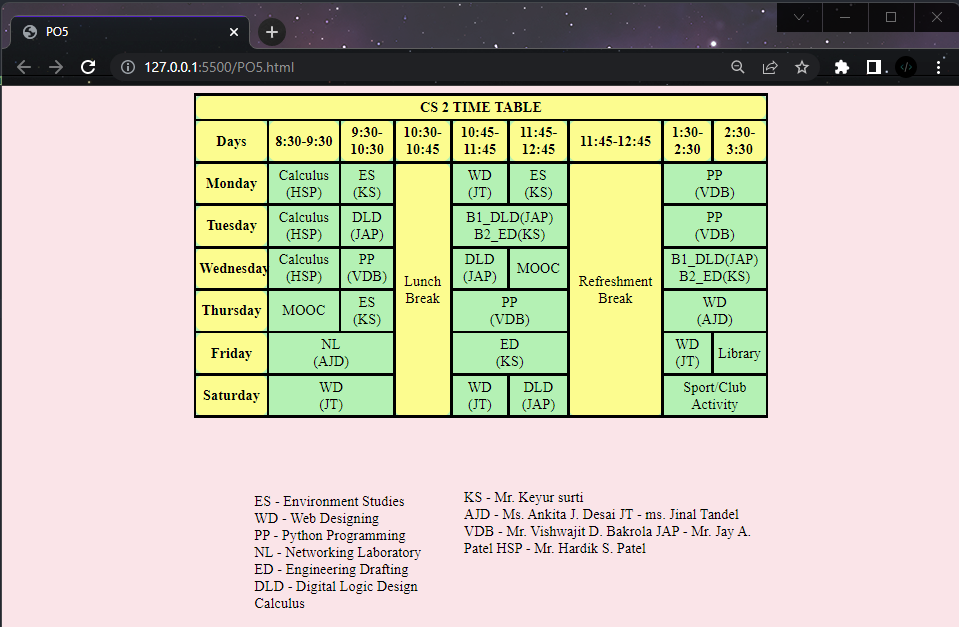 PO5
127.0.0.1:5500/PO5.html
CS 2 TIME TABLE
Days 8:30-9:30 9:30-10:30 10:30-10:45 10:45-11:45 11:45-12:45 11:45-12:45 1:30-2:30 2:30-3:30
Monday Calculus (HSP) ES (KS) Lunch Break WD (JT) ES (KS) Refreshment Break PP (VDB)
Tuesday Calculus (HSP) DLD (JAP) B1_DLD(JAP) B2_ED(KS) PP (VDB)
Wednesday Calculus (HSP) PP (VDB) DLD (JAP) MOOC B1_DLD(JAP) B2_ED(KS)
Thursday MOOC ES (KS) PP (VDB) WD (AJD)
Friday NL (AJD) ED (KS) WD (JT) Library
Saturday WD (JT) WD (JT) DLD (JAP) Sport/Club Activity
ES - Environment Studies
WD - Web Designing
PP - Python Programming
NL - Networking Laboratory
ED - Engineering Drafting
DLD - Digital Logic Design
Calculus
KS - Mr. Keyur surti
AJD - Ms. Ankita J. Desai JT - ms. Jinal Tandel
VDB - Mr. Vishwajit D. Bakrola JAP - Mr. Jay A.
Patel HSP - Mr. Hardik S. Patel